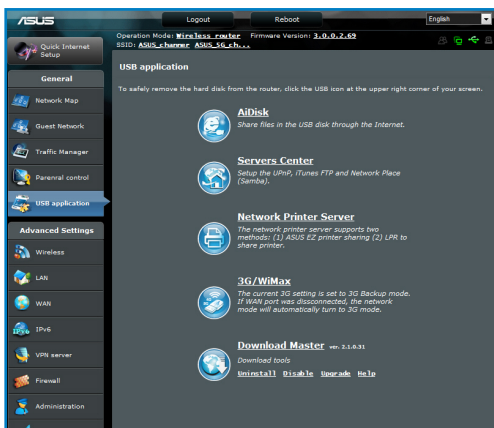 ASUS
Logout
Reboot
English
Quick Internet
Setup
Operation Mode: Wireless router Firmware Version: 3.0.0.2.69
SSID: ASUS_channer ASUS_5G_ch...
General
Network Map
Guest Network
Traffic Manager
Parenral control
USB application
Advanced Settings
Wireless
LAN
WAN
IPv6
IPv6
VPN server
Firewall
Administration
USB application
To safely remove the hard disk from the router, click the USB icon at the upper right corner of your screen.
AiDisk
Share files in the USB disk through the Internet.
Servers Center
Setup the UPnP, iTunes FTP and Network Place
(Samba).
Network Printer Server
The network printer server supports two
methods: (1) ASUS EZ printer sharing (2) LPR to
share printer.
3G/WiMax
The current 3G setting is set to 3G Backup mode.
If WAN port was dissconnected, the network
mode will automatically turn to 3G mode.
Download Master ver. 2.1.0.31
Download tools
Uninstall Disable Upgrade Help